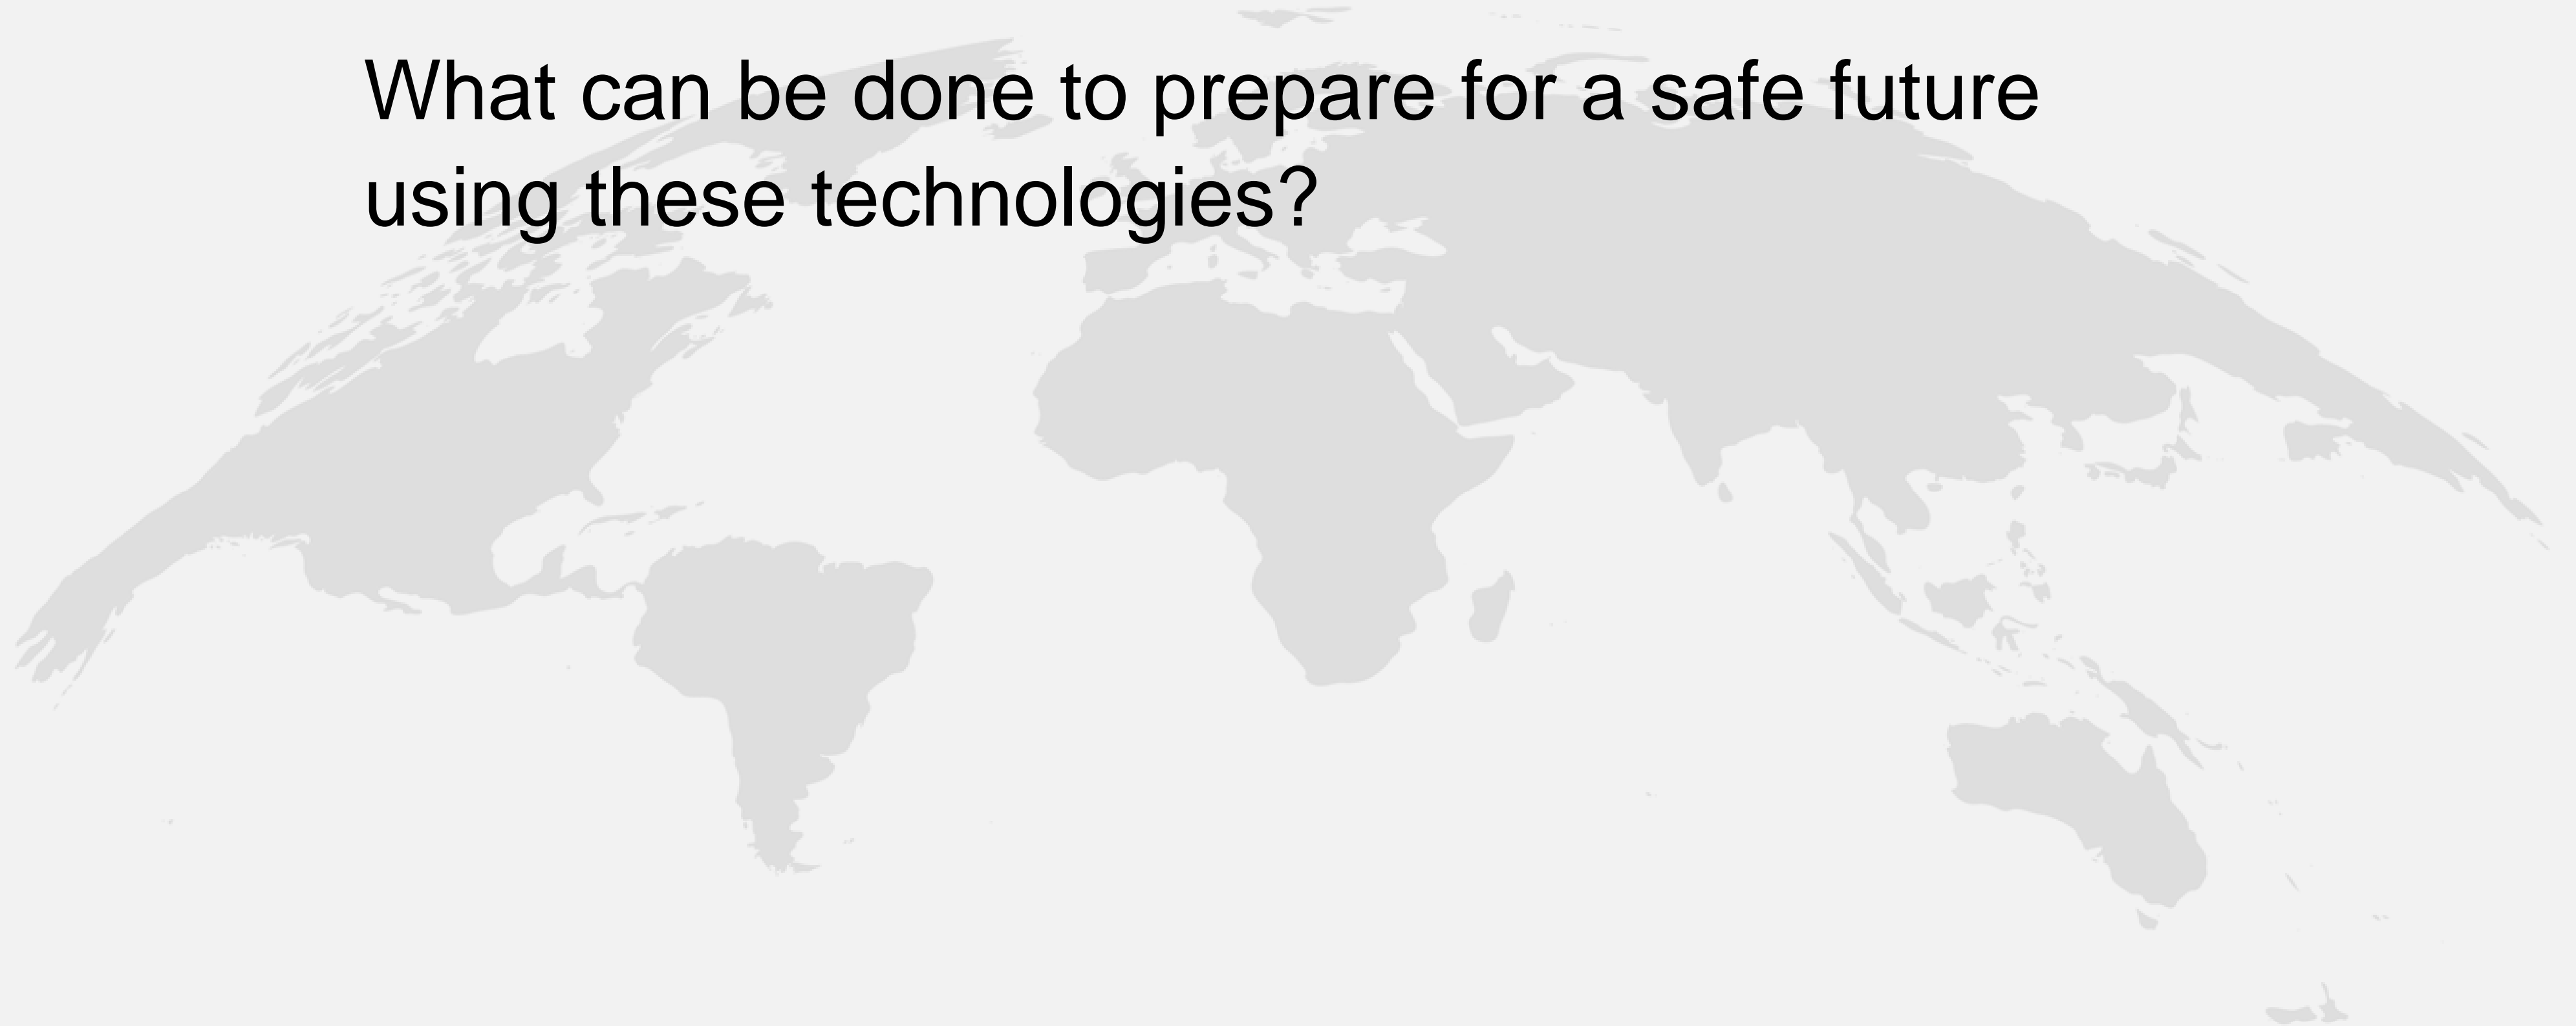 What can be done to prepare for a safe future
using these technologies?